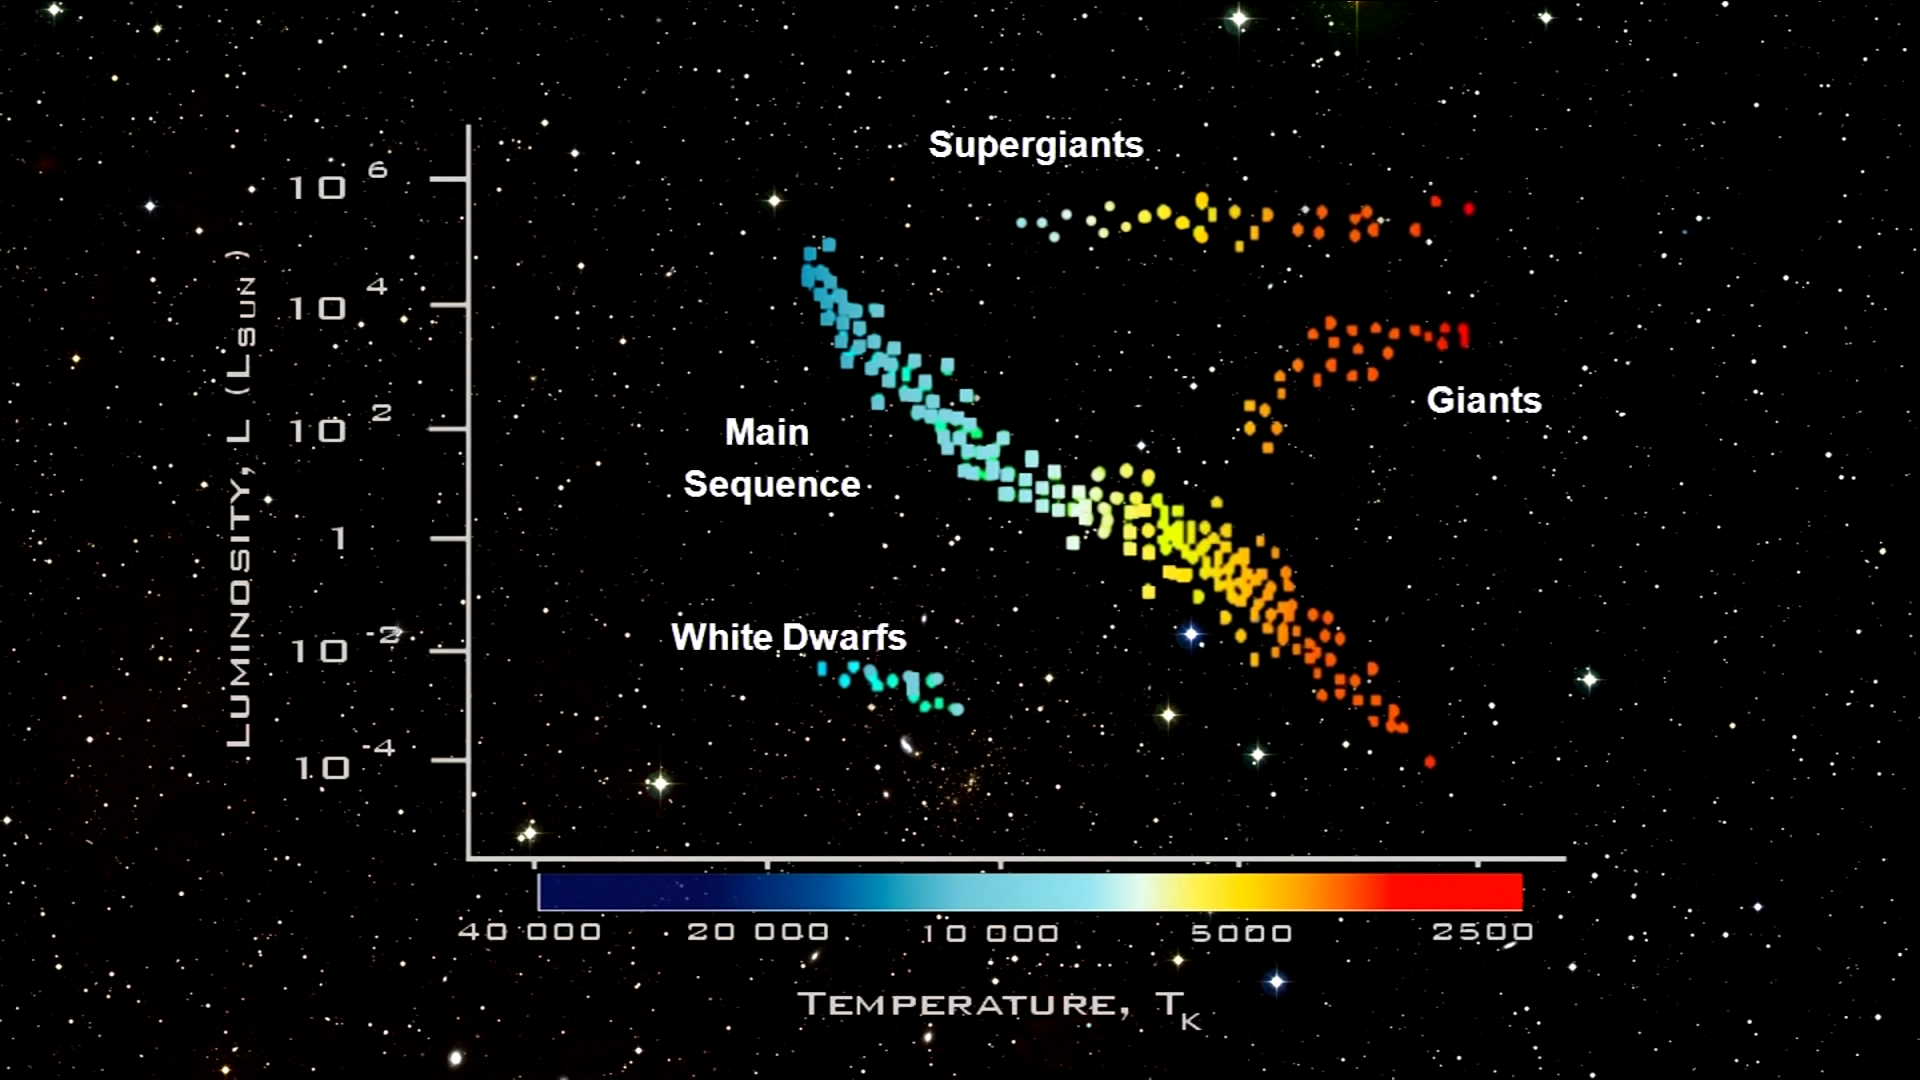 Supergiants
10 6
10 4
Giants
10 2
Main
Sequence
1
White Dwarfs
10 -2
10 -4
LUMINOSITY, L (LSUN)
40 000 20 000 10 000 5000 2500
TEMPERATURE, TK